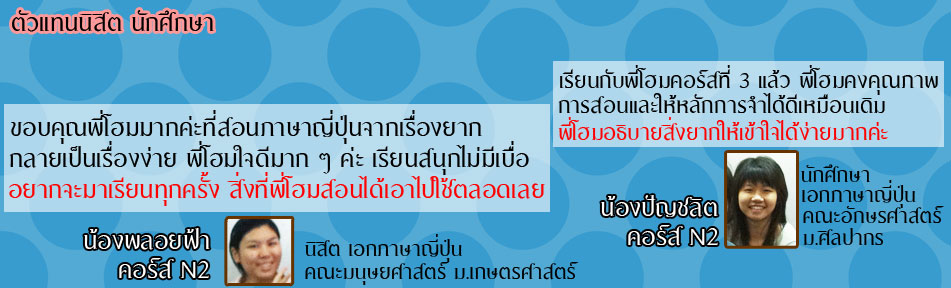 ตัวแทนนิสิต นักศึกษา
ขอบคุณพี่โฮมมากค่ะที่สอนภาษาญี่ปุ่นจากเรื่องยาก
กลายเป็นเรื่องง่าย พี่โฮมใจดีมาก ๆ ค่ะ เรียนสนุกไม่มีเบื่อ
อยากจะมาเรียนทุกครั้ง สิ่งที่พี่โฮมสอนได้เอาไปใช้ตลอดเลย
น้องพลอยฟ้า
คอร์ส N2
นิสิต เอกภาษาญี่ปุ่น
คณะมนุษยศาสตร์ ม.เกษตรศาสตร์
เรียนกับพี่โฮมคอร์สที่ 3 แล้ว พี่โฮมคงคุณภาพ
การสอนและให้หลักการจำได้ดีเหมือนเดิม
พี่โฮมอธิบายสิ่งยากให้เข้าใจได้ง่ายมากค่ะ
น้องปัญชลิต
คอร์ส N2
นักศึกษา
เอกภาษาญี่ปุ่น
คณะอักษรศาสตร์
ม.ศิลปากร